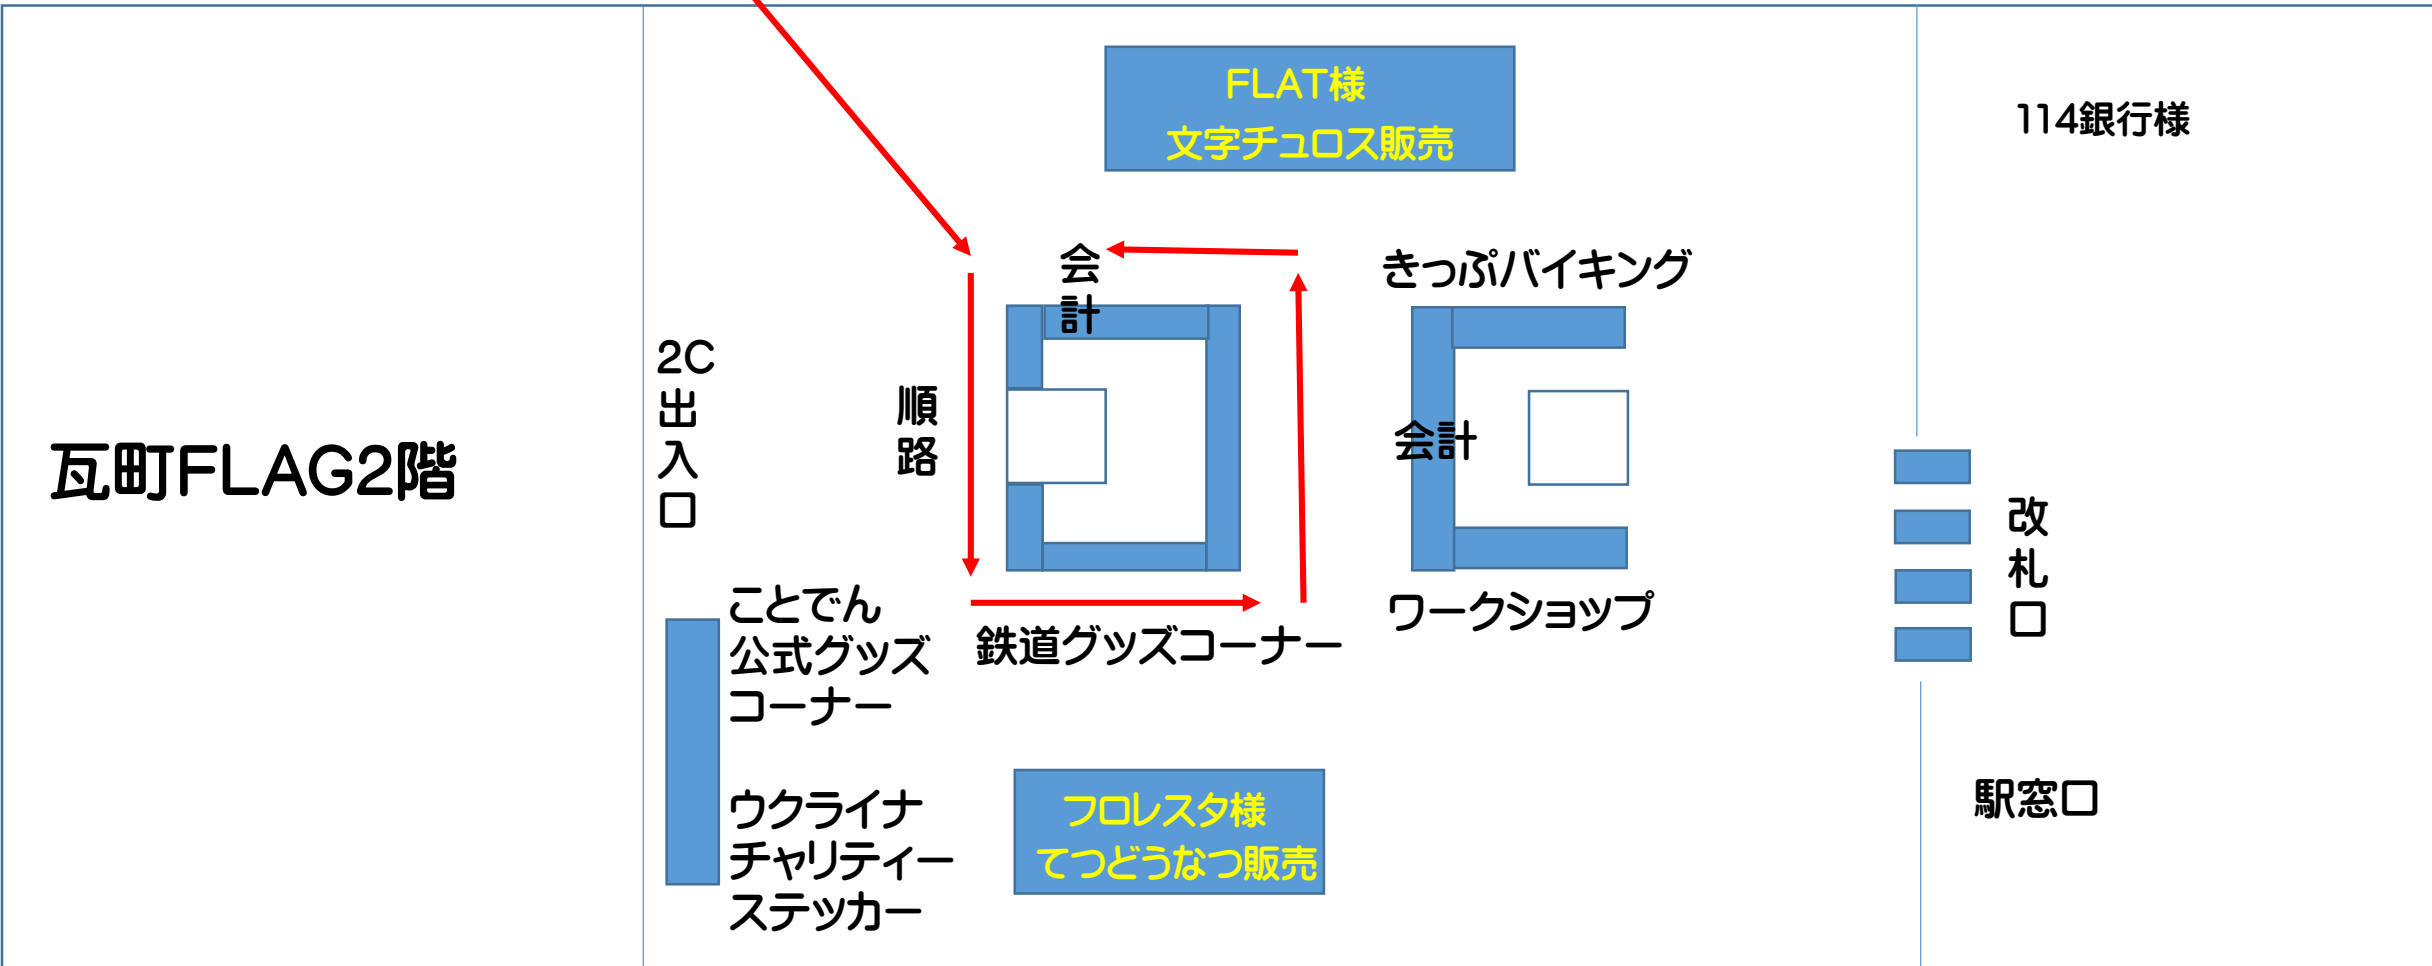 瓦町FLAG2階
2C
出
入
口
ことでん
公式グッズ
コーナー
ウクライナ
チャリティー
ステッカー
順
路
FLAT様
文字チュロス販売
会
計
鉄道グッズコーナー
フロレスタ様
てつどうなつ販売
きっぷバイキング
会計
ワークショップ
114銀行様
改
札
口
駅窓口